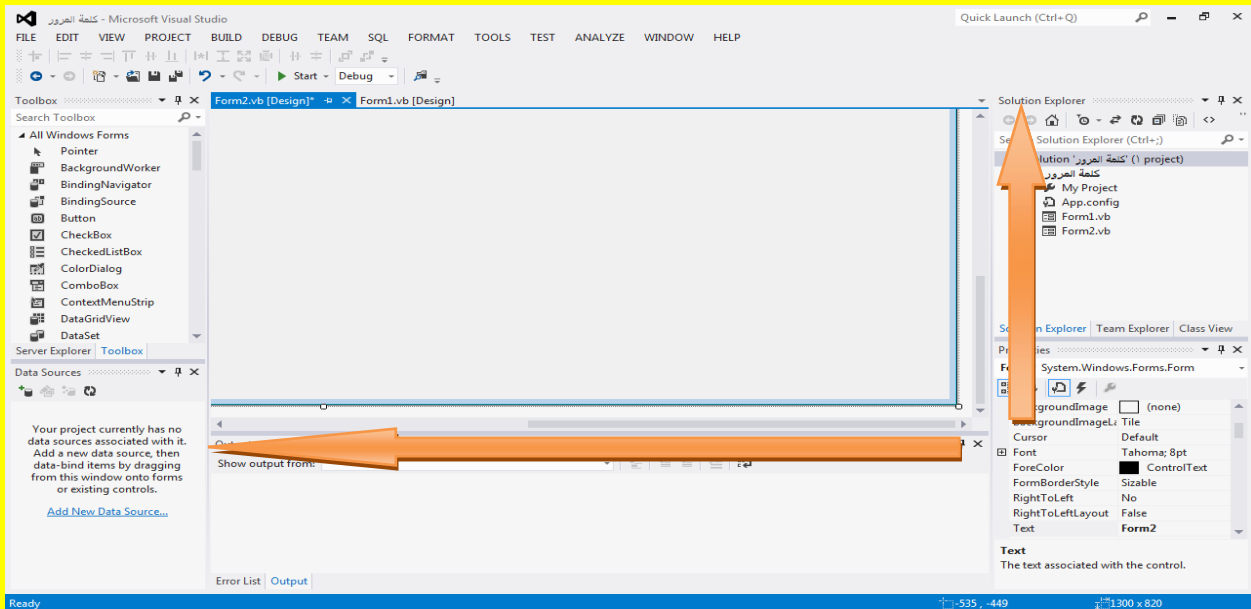 كلمة المرور - Microsoft Visual Studio
Quick Launch (Ctrl+Q)
FILE EDIT VIEW PROJECT BUILD DEBUG TEAM SQL FORMAT TOOLS TEST ANALYZE WINDOW HELP
Start Debug
Toolbox
Search Toolbox
All Windows Forms
Pointer
BackgroundWorker
BindingNavigator
BindingSource
Button
CheckBox
CheckedListBox
ColorDialog
ComboBox
ContextMenuStrip
DataGridView
DataSet
Server Explorer Toolbox
Data Sources
Your project currently has no
data sources associated with it.
Add a new data source, then
data-bind items by dragging
from this window onto forms
or existing controls.
Add New Data Source...
Form2.vb [Design]* Form1.vb [Design]
Show output from:
Error List Output
Solution Explorer
Solution Explorer (Ctrl+;)
'كلمة المرور' (١ project)
كلمة المرور
My Project
App.config
Form1.vb
Form2.vb
Explorer Team Explorer Class View
System.Windows.Forms.Form
(none)
Tile
Cursor Default
Font Tahoma; 8pt
ForeColor ControlText
FormBorderStyle Sizable
RightToLeft No
RightToLeftLayout False
Text Form2
Text
The text associated with the control.
Ready
-535 , -449
1300 x 820